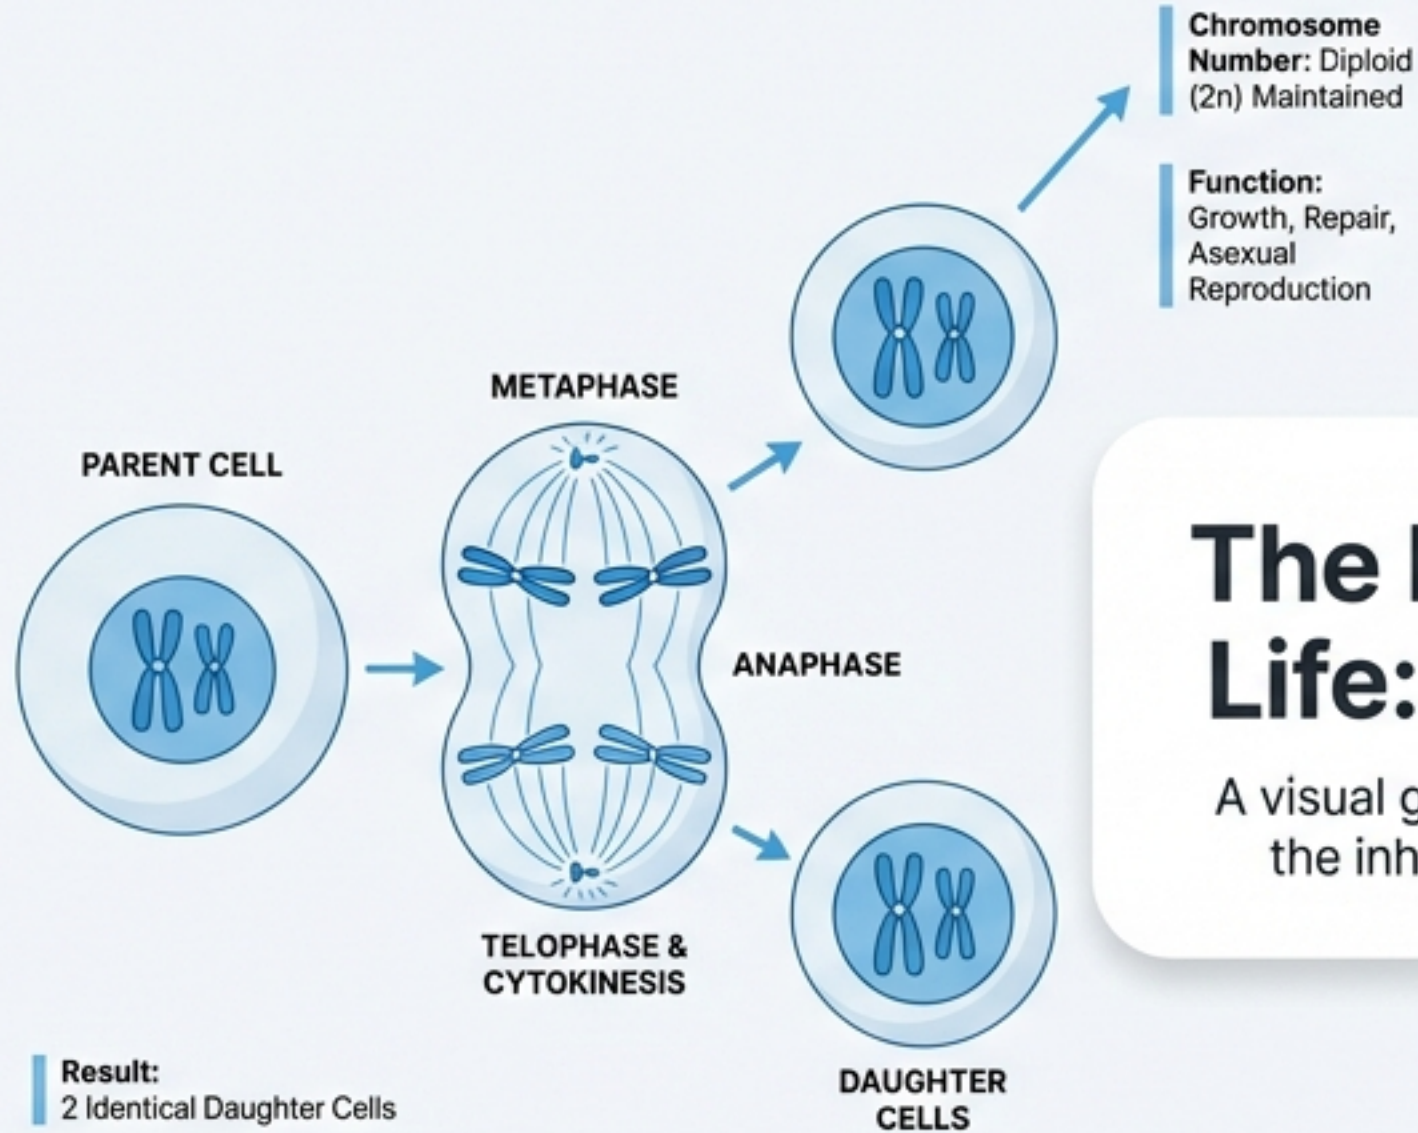 Chromosome
Number: Diploid
(2n) Maintained
Function:
Growth, Repair,
Asexual
Reproduction
METAPHASE
PARENT CELL
ANAPHASE
TELOPHASE &
CYTOKINESIS
DAUGHTER
CELLS
Result:
2 Identical Daughter Cells
The
Life:
A visual
the